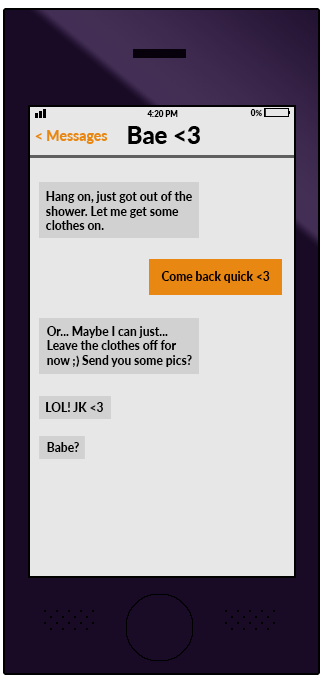 4:20 PM
0%
< Messages
Bae <3
Hang on, just got out of the
shower. Let me get some
clothes on.
Come back quick <3
Or... Maybe I can just...
Leave the clothes off for
now ;) Send you some pics?
LOL! JK <3
Babe?